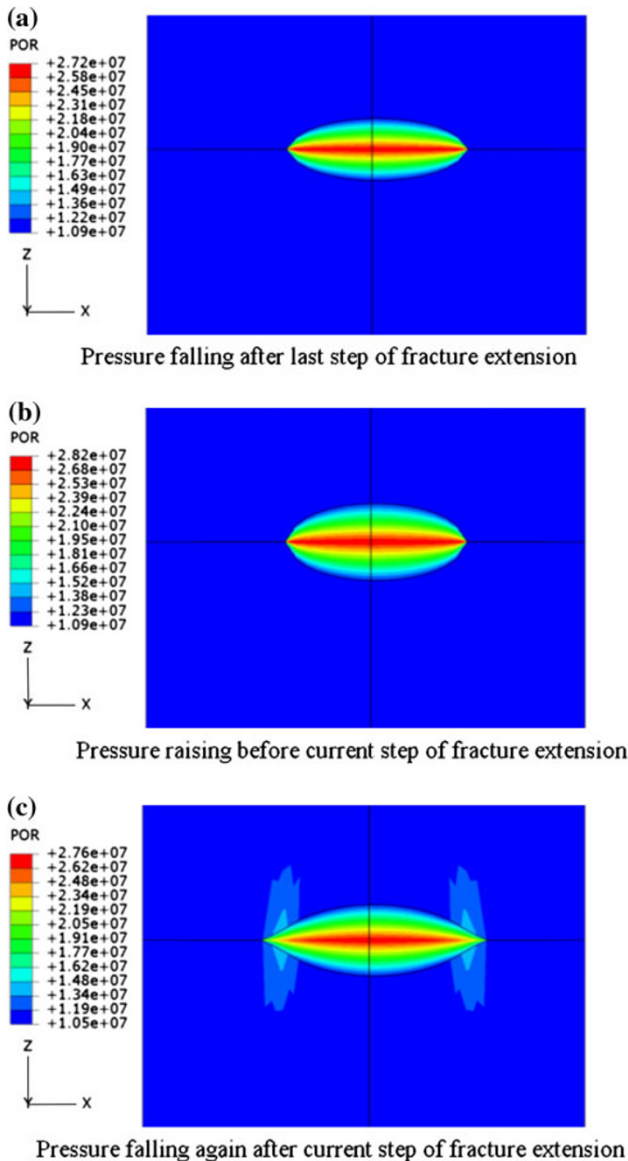 (a)
POR
+2.72e+07
+2.58e+07
+2.45e+07
+2.31e+07
+2.18e+07
+2.04e+07
+1.90e+07
+1.77e+07
+1.63e+07
+1.49e+07
+1.36e+07
+1.22e+07
+1.09e+07
Z
Y
X
Pressure falling after last step of fracture extension
(b)
POR
+2.82e+07
+2.68e+07
+2.53e+07
+2.39e+07
+2.24e+07
+2.10e+07
+1.95e+07
+1.81e+07
+1.66e+07
+1.52e+07
+1.38e+07
+1.23e+07
+1.09e+07
Z
Y
X
Pressure raising before current step of fracture extension
(c)
POR
+2.76e+07
+2.62e+07
+2.48e+07
+2.34e+07
+2.19e+07
+2.05e+07
+1.91e+07
+1.77e+07
+1.62e+07
+1.48e+07
+1.34e+07
+1.19e+07
+1.05e+07
Z
Y
X
Pressure falling again after current step of fracture extension